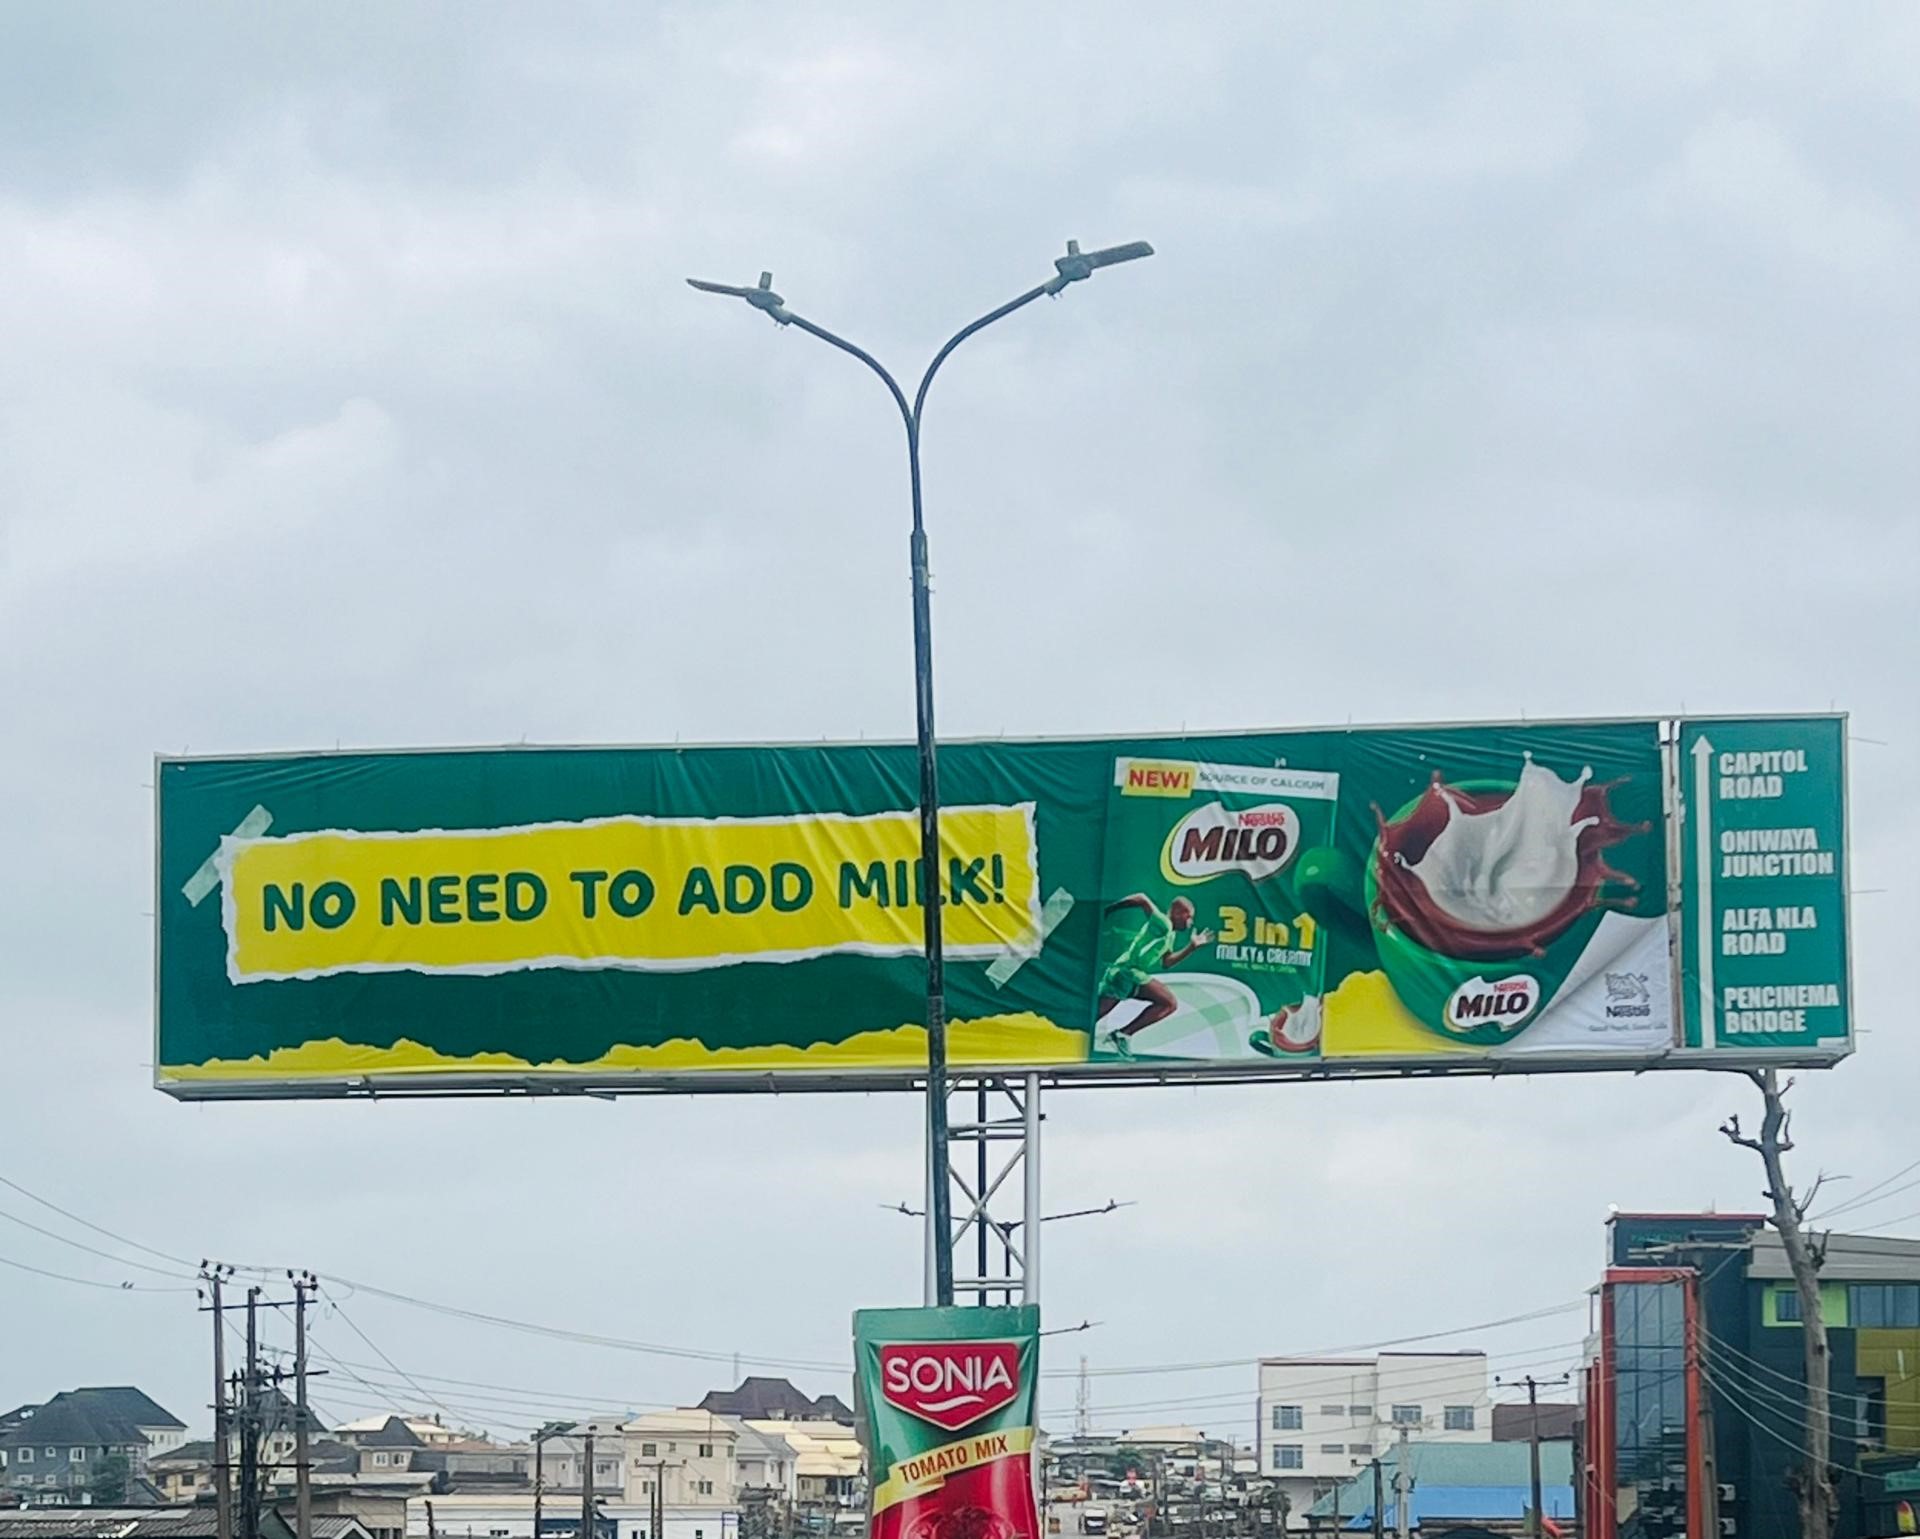 NO NEED TO ADD MILK!
NEW! SOURCE OF CALCIUM
Nestlé
MILO
3 in 1
MILKY & CREAMY
Nestlé
MILO
Nestlé
CAPITOL
ROAD
ONIWAYA
JUNCTION
ALFA NLA
ROAD
PENCINEMA
BRIDGE
SONIA
TOMATO MIX